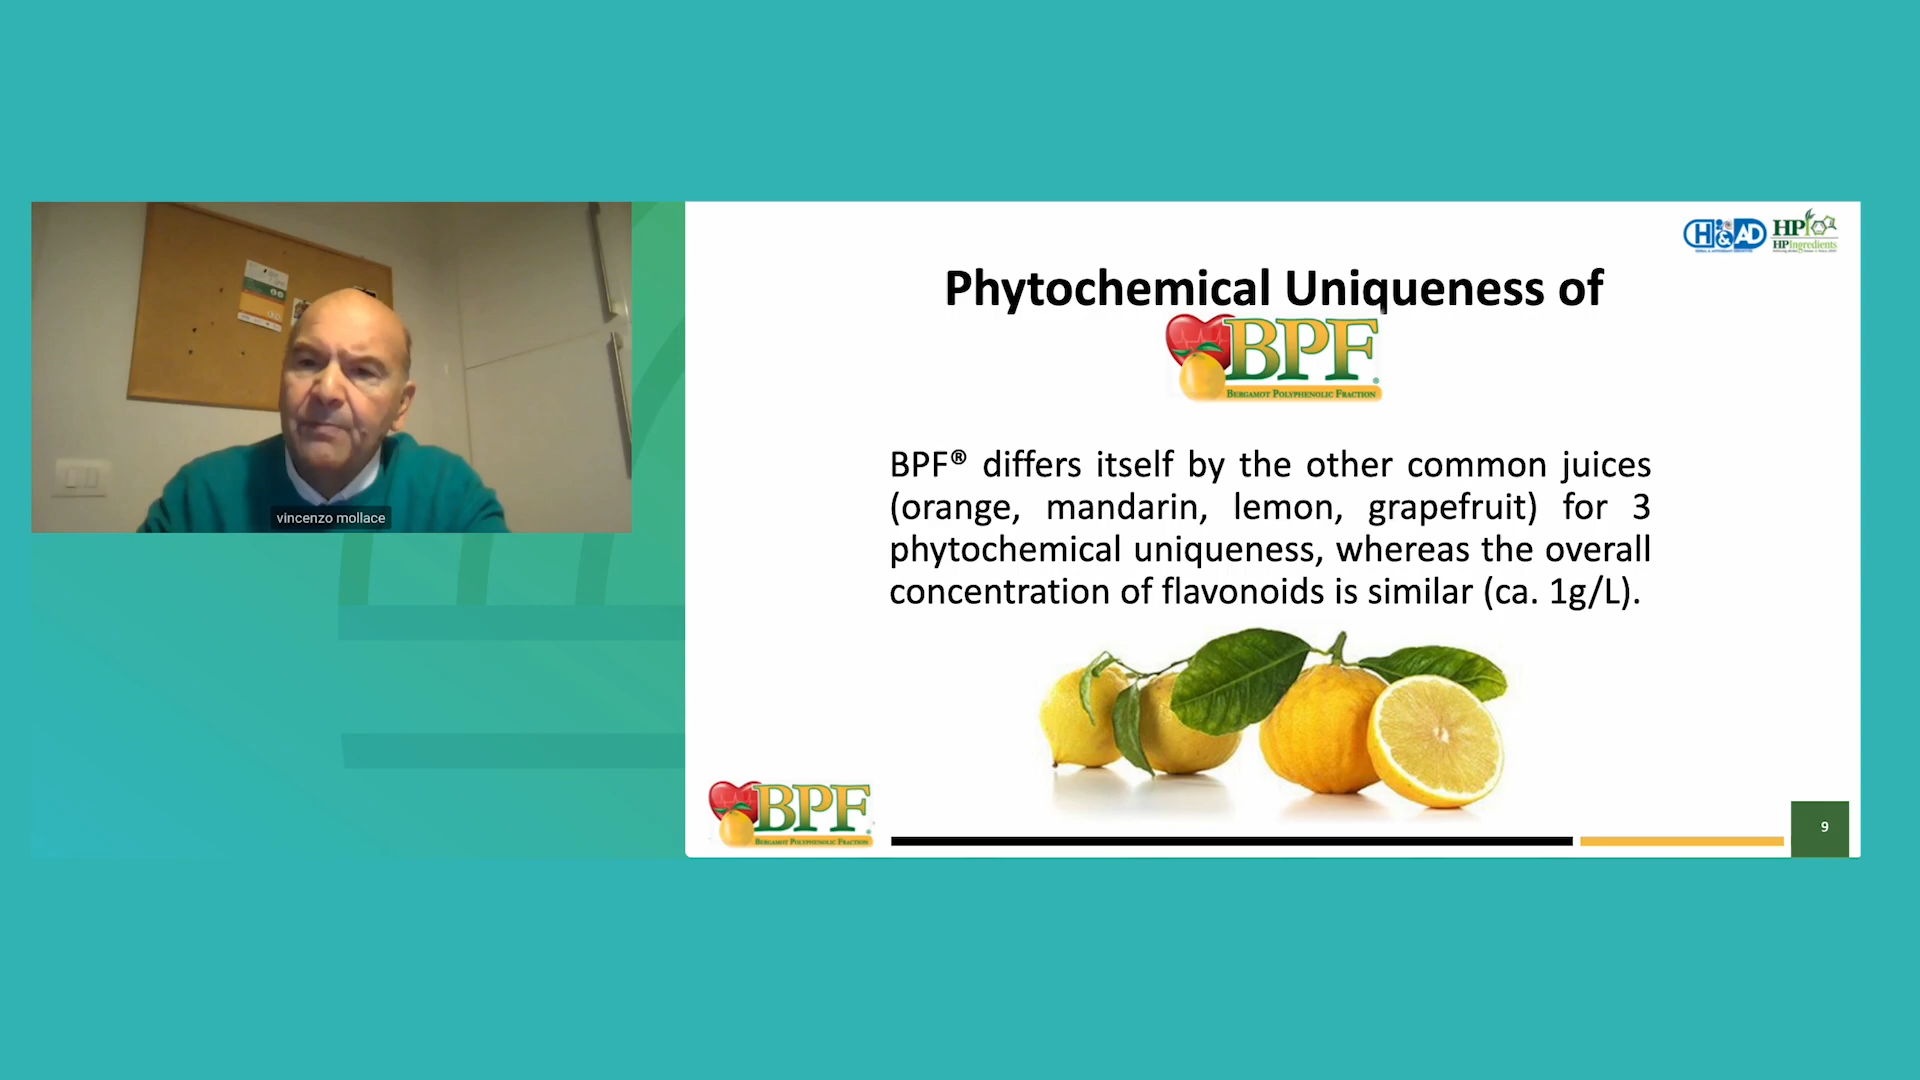 vincenzo mollace
H&AD
HP
HP Ingredients
Phytochemical Uniqueness of
BPF®
BERGAMOT POLYPHENOLIC FRACTION
BPF® differs itself by the other common juices
(orange, mandarin, lemon, grapefruit) for 3
phytochemical uniqueness, whereas the overall
concentration of flavonoids is similar (ca. 1g/L).
BPF®
BERGAMOT POLYPHENOLIC FRACTION
9